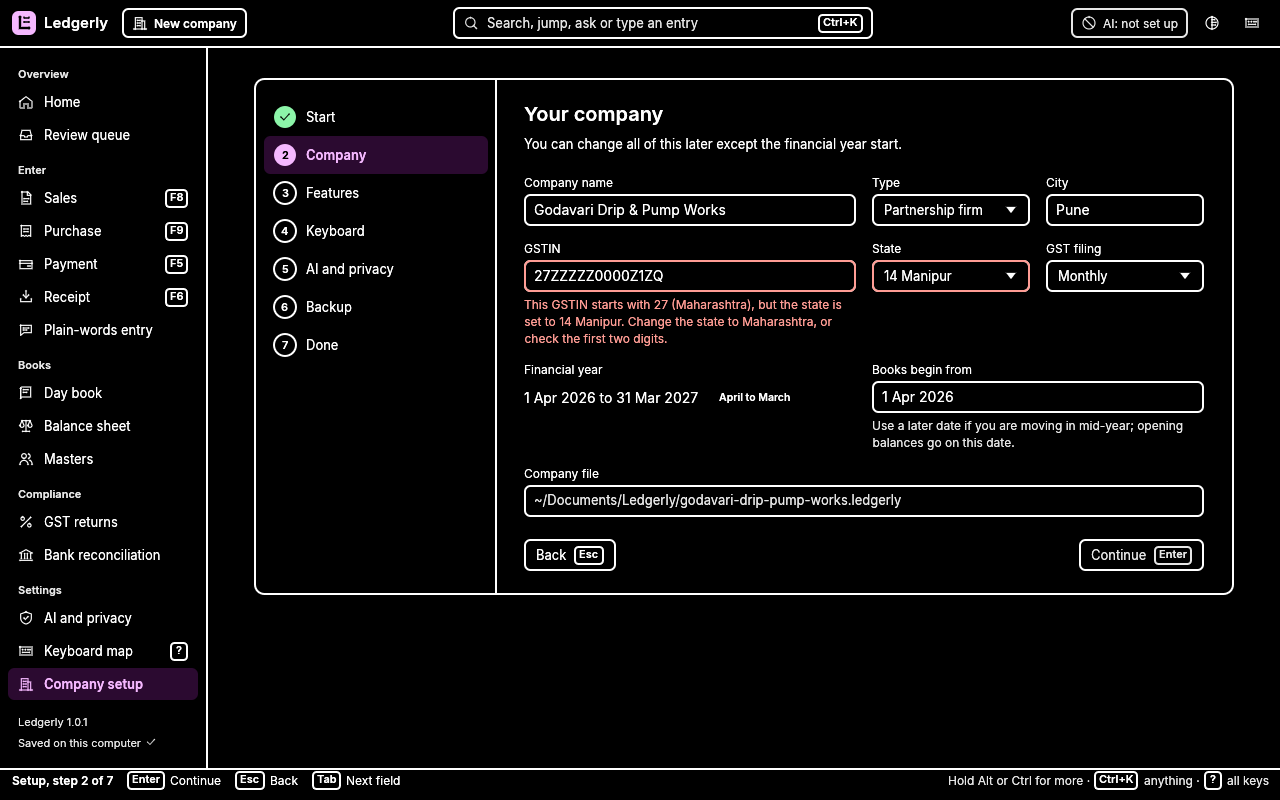 Ledgerly
New company
Search, jump, ask or type an entry
Ctrl+K
AI: not set up
Overview
Home
Review queue
Enter
Sales F8
Purchase F9
Payment F5
Receipt F6
Plain-words entry
Books
Day book
Balance sheet
Masters
Compliance
GST returns
Bank reconciliation
Settings
AI and privacy
Keyboard map ?
Company setup
Ledgerly 1.0.1
Saved on this computer
Start
2 Company
3 Features
4 Keyboard
5 AI and privacy
6 Backup
7 Done
Your company
You can change all of this later except the financial year start.
Company name
Godavari Drip & Pump Works
Type
Partnership firm
City
Pune
GSTIN
27ZZZZZ0000Z1ZQ
State
14 Manipur
GST filing
Monthly
This GSTIN starts with 27 (Maharashtra), but the state is
set to 14 Manipur. Change the state to Maharashtra, or
check the first two digits.
Financial year
1 Apr 2026 to 31 Mar 2027 April to March
Books begin from
1 Apr 2026
Use a later date if you are moving in mid-year; opening
balances go on this date.
Company file
~/Documents/Ledgerly/godavari-drip-pump-works.ledgerly
Back Esc
Continue Enter
Setup, step 2 of 7 Enter Continue Esc Back Tab Next field
Hold Alt or Ctrl for more · Ctrl+K anything · ? all keys